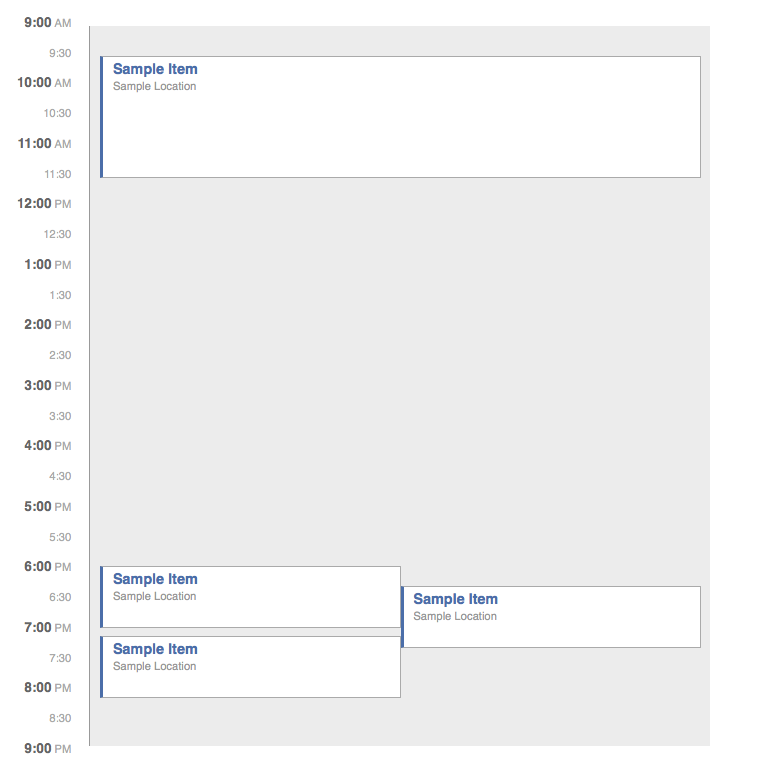 9:00 AM
9:30
Sample Item
10:00 AM
Sample Location
10:30
11:00 AM
11:30
12:00 PM
12:30
1:00 PM
1:30
2:00 PM
2:30
3:00 PM
3:30
4:00 PM
4:30
5:00 PM
5:30
6:00 PM
Sample Item
6:30
Sample Location
Sample Item
Sample Location
7:00 PM
Sample Item
7:30
Sample Location
8:00 PM
8:30
9:00 PM